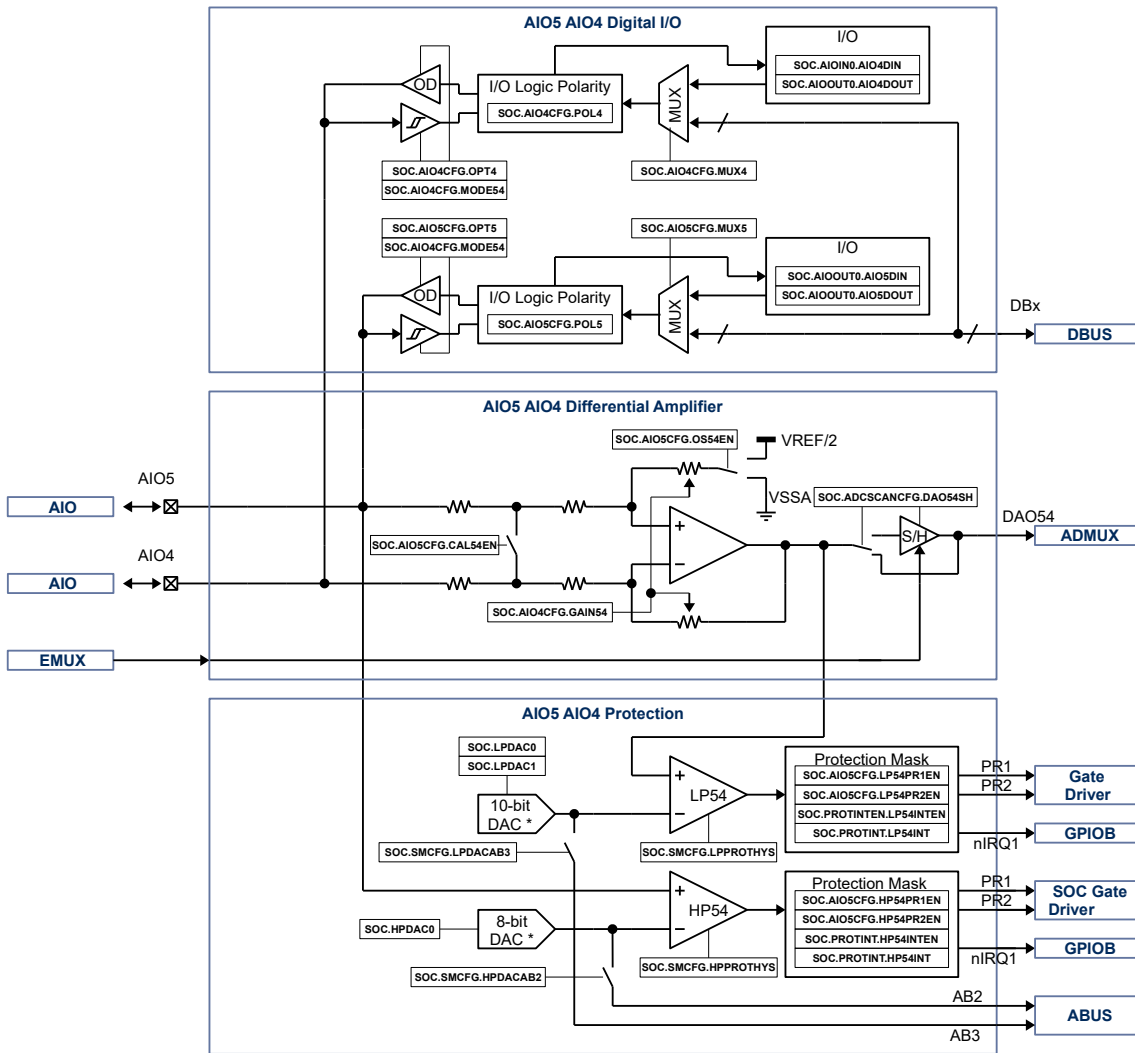 AIO5 AIO4 Digital I/O
I/O
SOC.AIOIN0.AIO4DIN
SOC.AIOOUT0.AIO4DOUT
OD
I/O Logic Polarity
SOC.AIO4CFG.POL4
MUX
SOC.AIO4CFG.OPT4
SOC.AIO4CFG.MODE54
SOC.AIO4CFG.MUX4
SOC.AIO5CFG.OPT5
SOC.AIO4CFG.MODE54
SOC.AIO5CFG.MUX5
I/O
SOC.AIOOUT0.AIO5DIN
SOC.AIOOUT0.AIO5DOUT
OD
I/O Logic Polarity
SOC.AIO5CFG.POL5
MUX
DBx
DBUS
AIO5 AIO4 Differential Amplifier
SOC.AIO5CFG.OS54EN
VREF/2
VSSA
SOC.ADCSCANCFG.DAO54SH
AIO5
AIO
+
S/H
DAO54
ADMUX
SOC.AIO5CFG.CAL54EN
AIO4
−
AIO
SOC.AIO4CFG.GAIN54
EMUX
AIO5 AIO4 Protection
SOC.LPDAC0
SOC.LPDAC1
10-bit
DAC *
+
LP54
−
Protection Mask
SOC.AIO5CFG.LP54PR1EN
SOC.AIO5CFG.LP54PR2EN
SOC.PROTINTEN.LP54INTEN
SOC.PROTINT.LP54INT
PR1
PR2
Gate
Driver
nIRQ1
GPIOB
SOC.SMCFG.LPDACAB3
SOC.SMCFG.LPPROTHYS
SOC.HPDAC0
8-bit
DAC *
+
HP54
−
Protection Mask
SOC.AIO5CFG.HP54PR1EN
SOC.AIO5CFG.HP54PR2EN
SOC.PROTINT.HP54INTEN
SOC.PROTINT.HP54INT
PR1
PR2
SOC Gate
Driver
nIRQ1
GPIOB
SOC.SMCFG.HPDACAB2
SOC.SMCFG.HPPROTHYS
AB2
AB3
ABUS